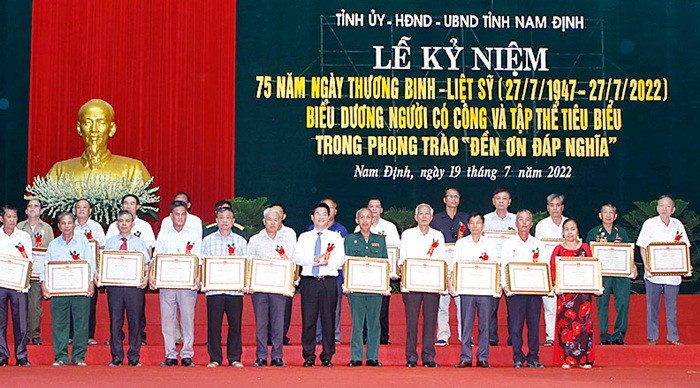 TỈNH ỦY - HĐND - UBND TỈNH NAM ĐỊNH
LỄ KỶ NIỆM
75 NĂM NGÀY THƯƠNG BINH - LIỆT SỸ (27/7/1947 - 27/7/2022)
BIỂU DƯƠNG NGƯỜI CÓ CÔNG VÀ TẬP THỂ TIÊU BIỂU
TRONG PHONG TRÀO "ĐỀN ƠN ĐÁP NGHĨA"
Nam Định, ngày 19 tháng 7 năm 2022